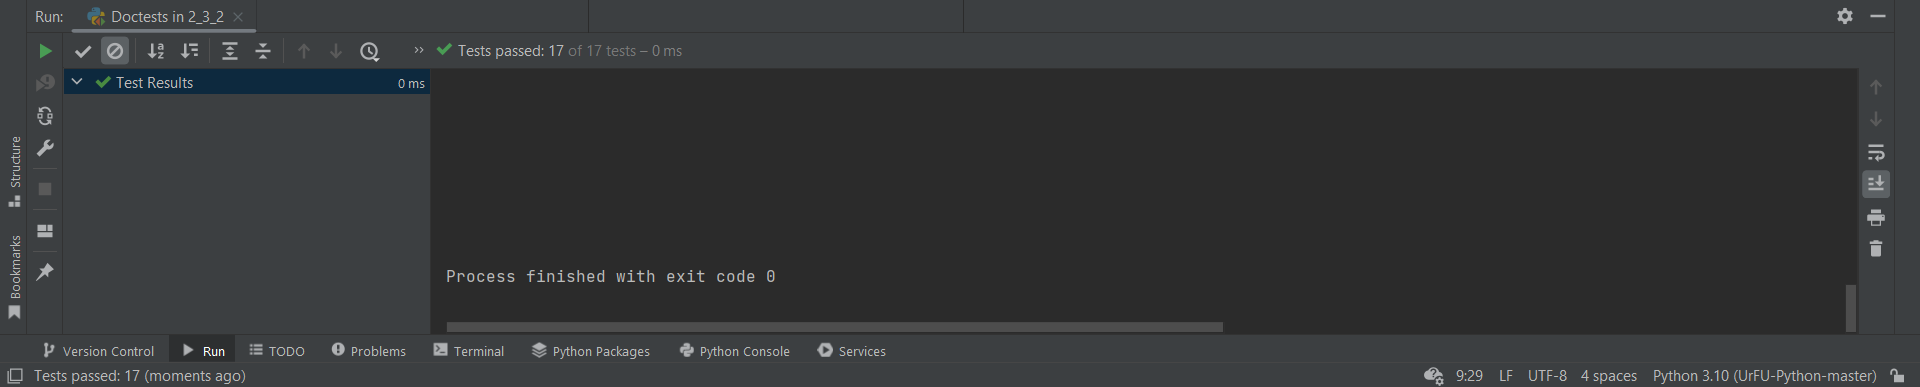 Run: Doctests in 2_3_2
Tests passed: 17 of 17 tests – 0 ms
Test Results 0 ms
Structure
Bookmarks
Process finished with exit code 0
Version Control Run TODO Problems Terminal Python Packages Python Console Services
Tests passed: 17 (moments ago) 9:29 LF UTF-8 4 spaces Python 3.10 (UrFU-Python-master)